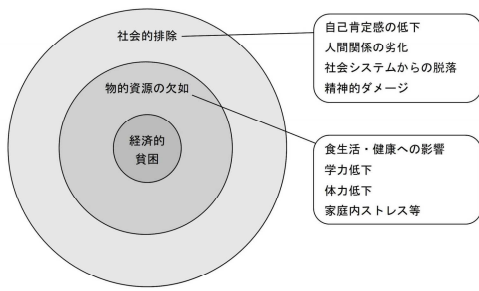 社会的排除
物的資源の欠如
経済的
貧困
自己肯定感の低下
人間関係の劣化
社会システムからの脱落
精神的ダメージ
食生活・健康への影響
学力低下
体力低下
家庭内ストレス等